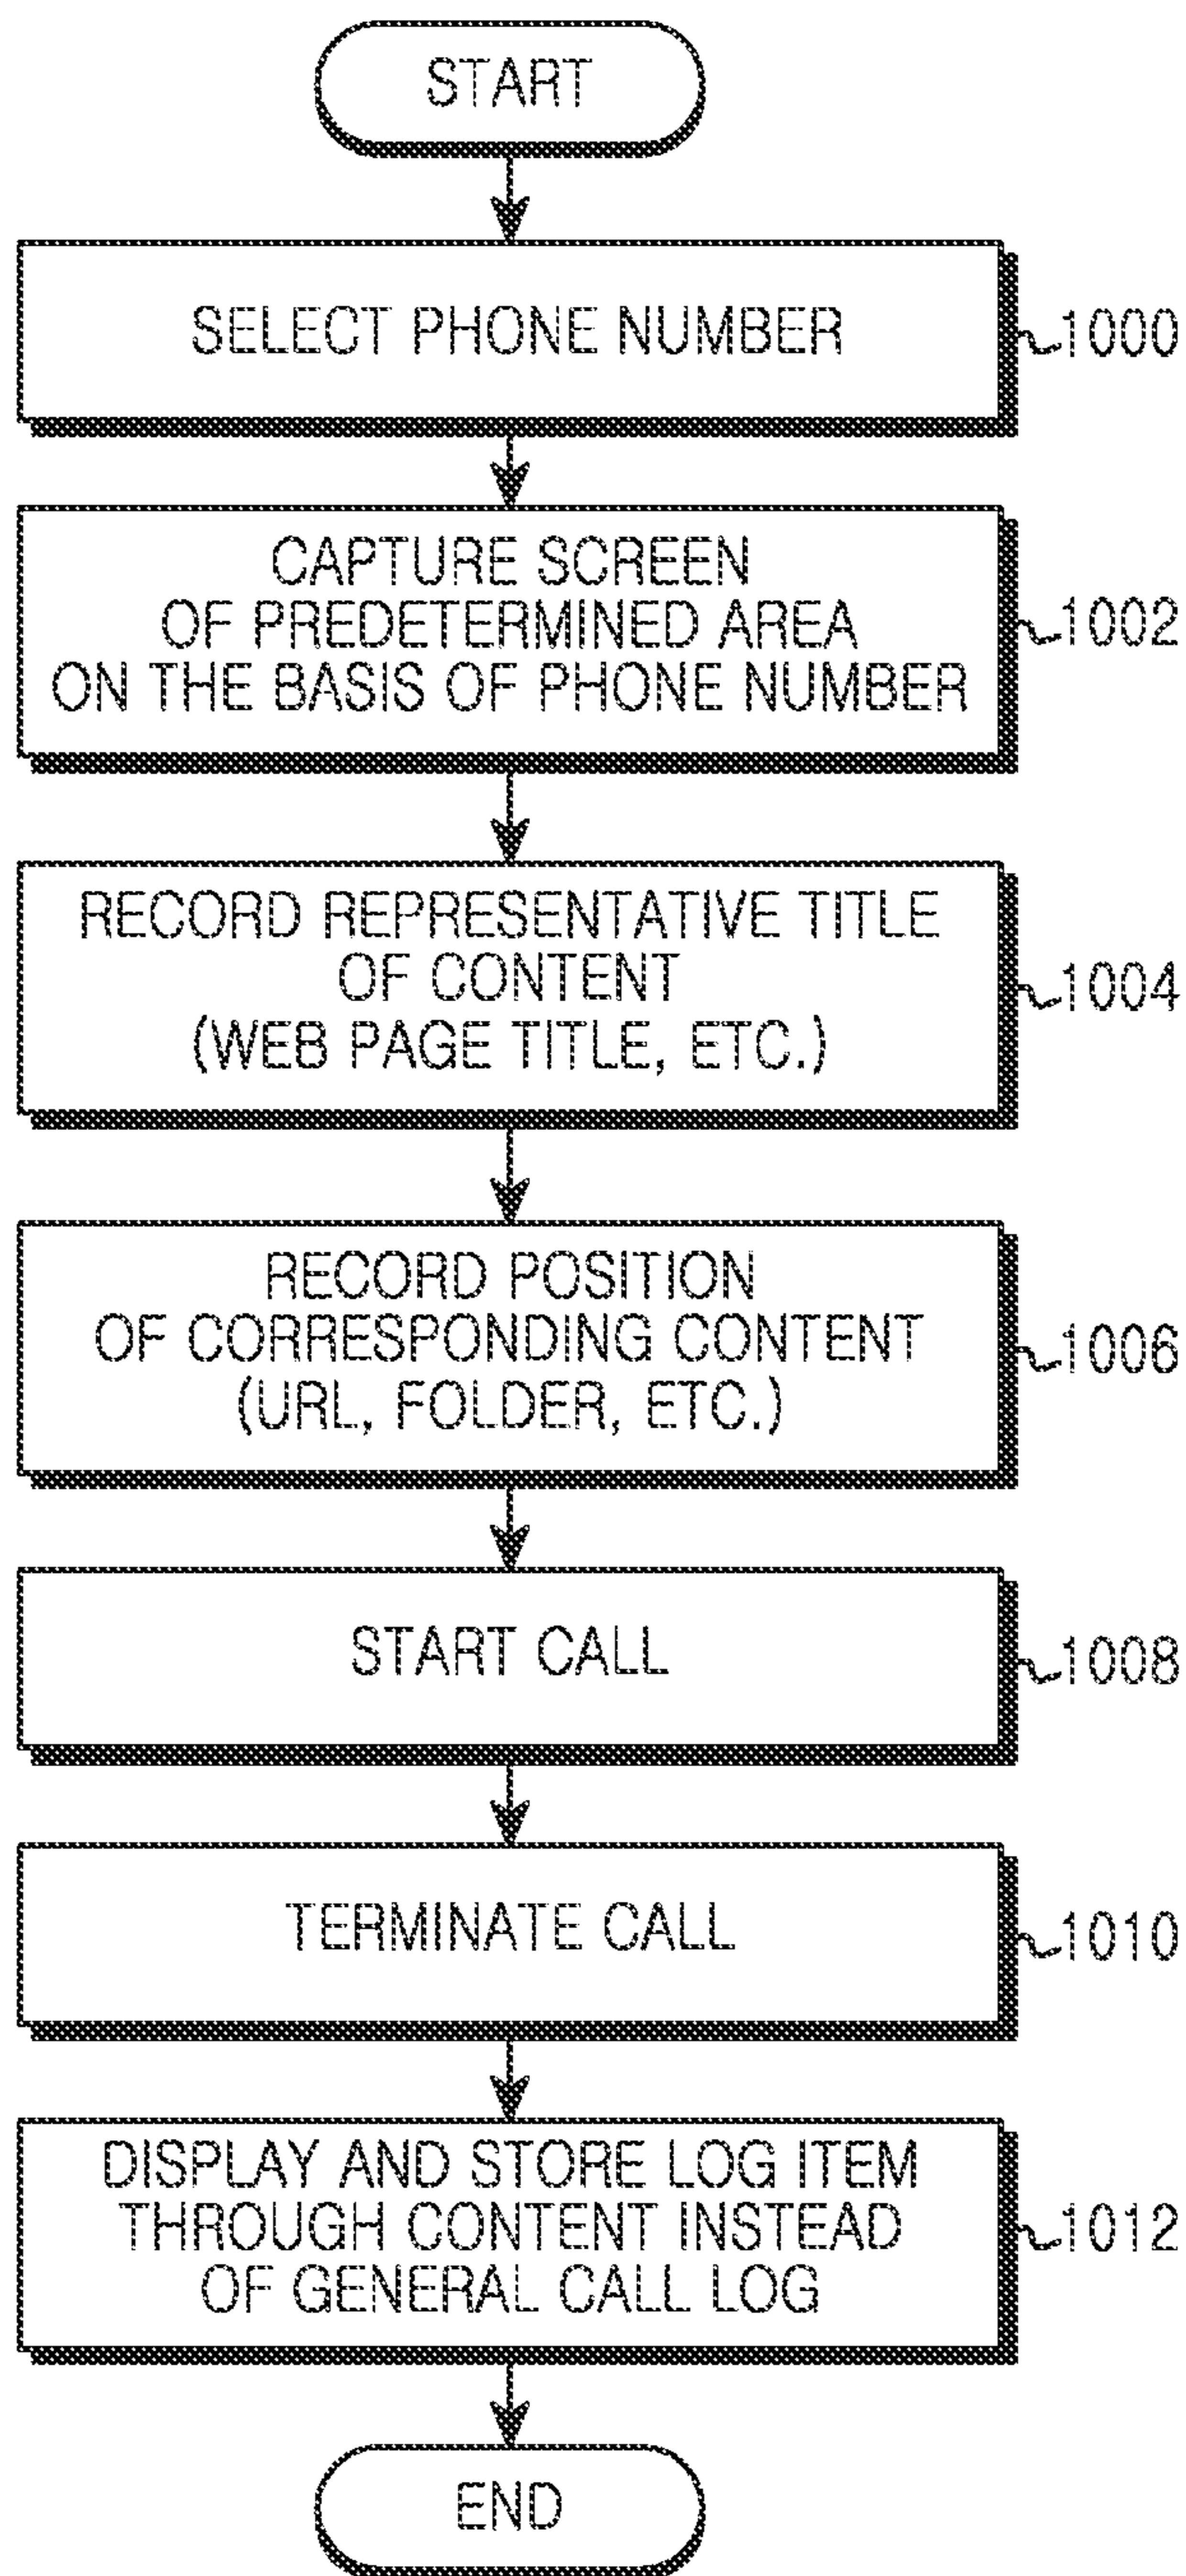 START
SELECT PHONE NUMBER
1000
CAPTURE SCREEN
OF PREDETERMINED AREA
ON THE BASIS OF PHONE NUMBER
1002
RECORD REPRESENTATIVE TITLE
OF CONTENT
(WEB PAGE TITLE, ETC.)
1004
RECORD POSITION
OF CORRESPONDING CONTENT
(URL, FOLDER, ETC.)
1006
START CALL
1008
TERMINATE CALL
1010
DISPLAY AND STORE LOG ITEM
THROUGH CONTENT INSTEAD
OF GENERAL CALL LOG
1012
END